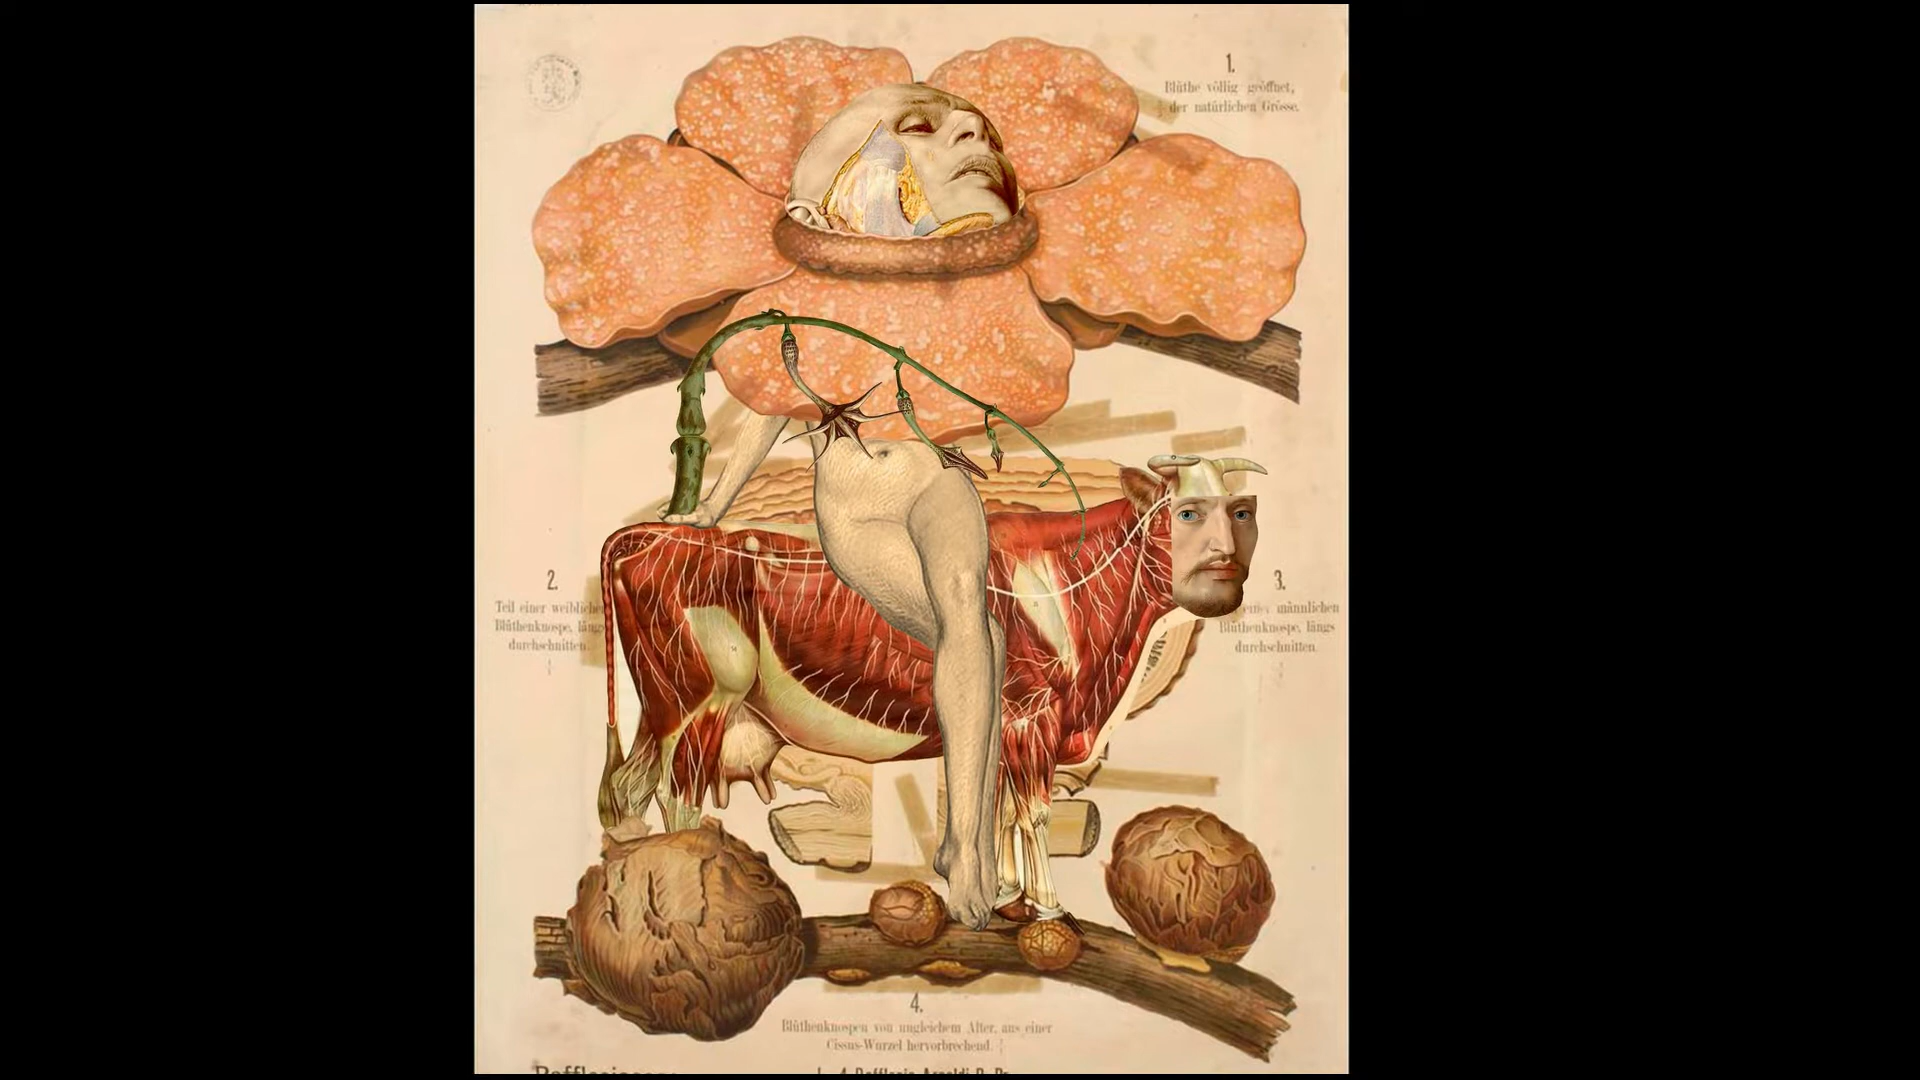 1.
Blüthe völlig geöffnet,
der natürlichen Grösse.
2.
Teil einer weibliche
Blüthenknospe, längs
durchschnitten.
3.
männlichen
Blüthenknospe, längs
durchschnitten.
4.
Blüthenknospen von ungleichem Alter, aus einer
Cissus-Wurzel hervorbrechend.